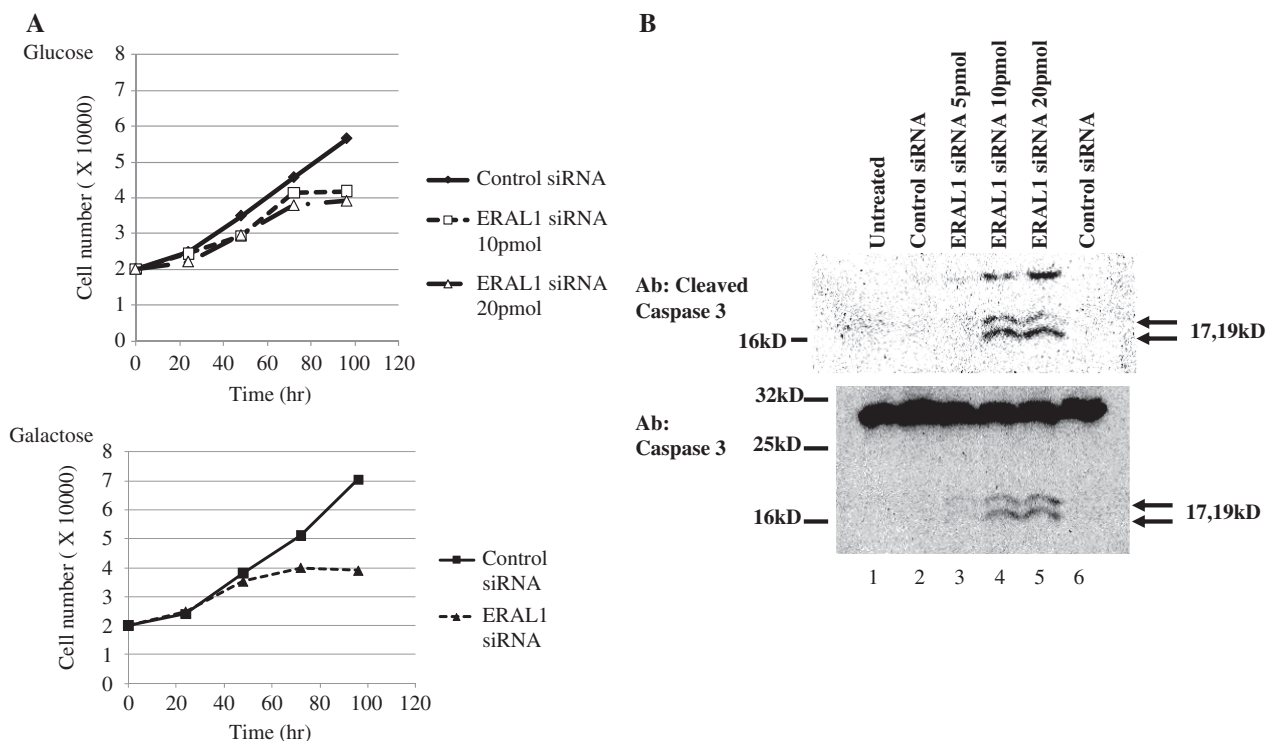 A
Glucose
Cell number ( X 10000)
8
7
6
5
4
3
2
1
0
0 20 40 60 80 100 120
Time (hr)
Control siRNA
ERAL1 siRNA
10pmol
ERAL1 siRNA
20pmol
Galactose
Cell number ( X 10000)
8
7
6
5
4
3
2
1
0
0 20 40 60 80 100 120
Time (hr)
Control
siRNA
ERAL1
siRNA
B
Untreated
Control siRNA
ERAL1 siRNA 5pmol
ERAL1 siRNA 10pmol
ERAL1 siRNA 20pmol
Control siRNA
Ab: Cleaved
Caspase 3
16kD
17,19kD
32kD
Ab:
Caspase 3
25kD
16kD
17,19kD
1 2 3 4 5 6